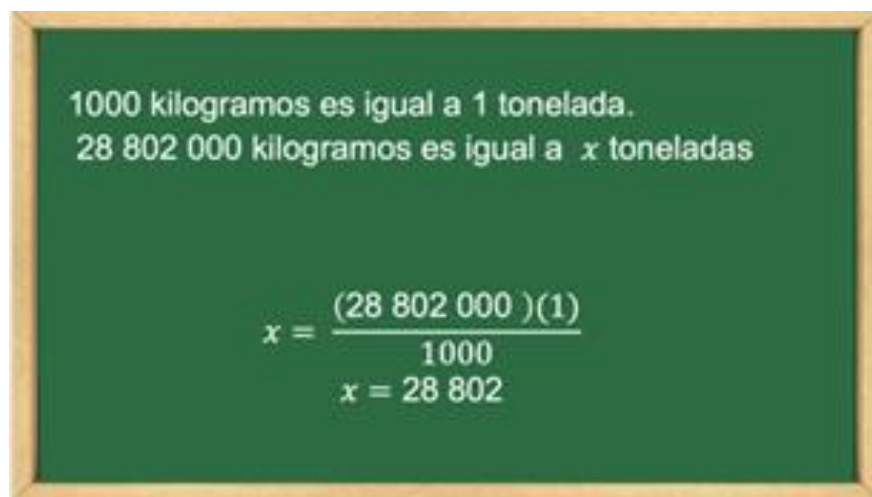 1000 kilogramos es igual a 1 tonelada.
28 802 000 kilogramos es igual a x toneladas
x = (28 802 000 )(1) / 1000
x = 28 802